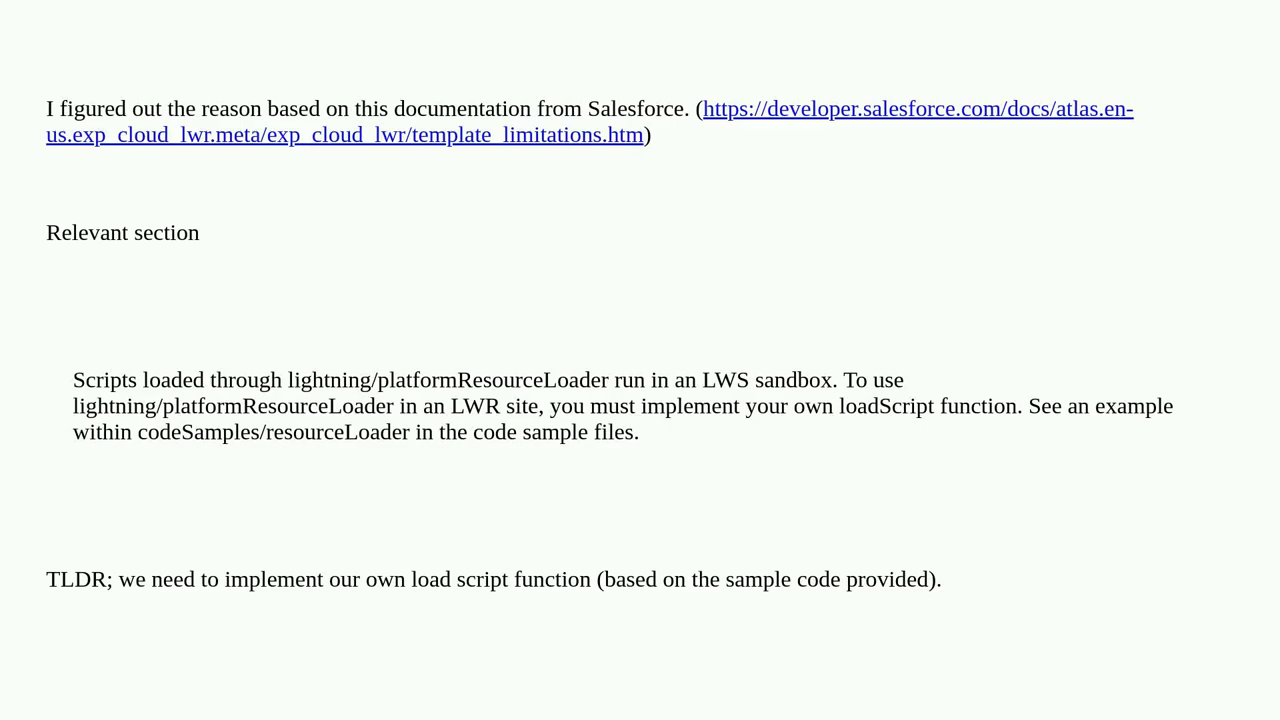 I figured out the reason based on this documentation from Salesforce. (https://developer.salesforce.com/docs/atlas.en-
us.exp_cloud_lwr.meta/exp_cloud_lwr/template_limitations.htm)
Relevant section
Scripts loaded through lightning/platformResourceLoader run in an LWS sandbox. To use
lightning/platformResourceLoader in an LWR site, you must implement your own loadScript function. See an example
within codeSamples/resourceLoader in the code sample files.
TLDR; we need to implement our own load script function (based on the sample code provided).